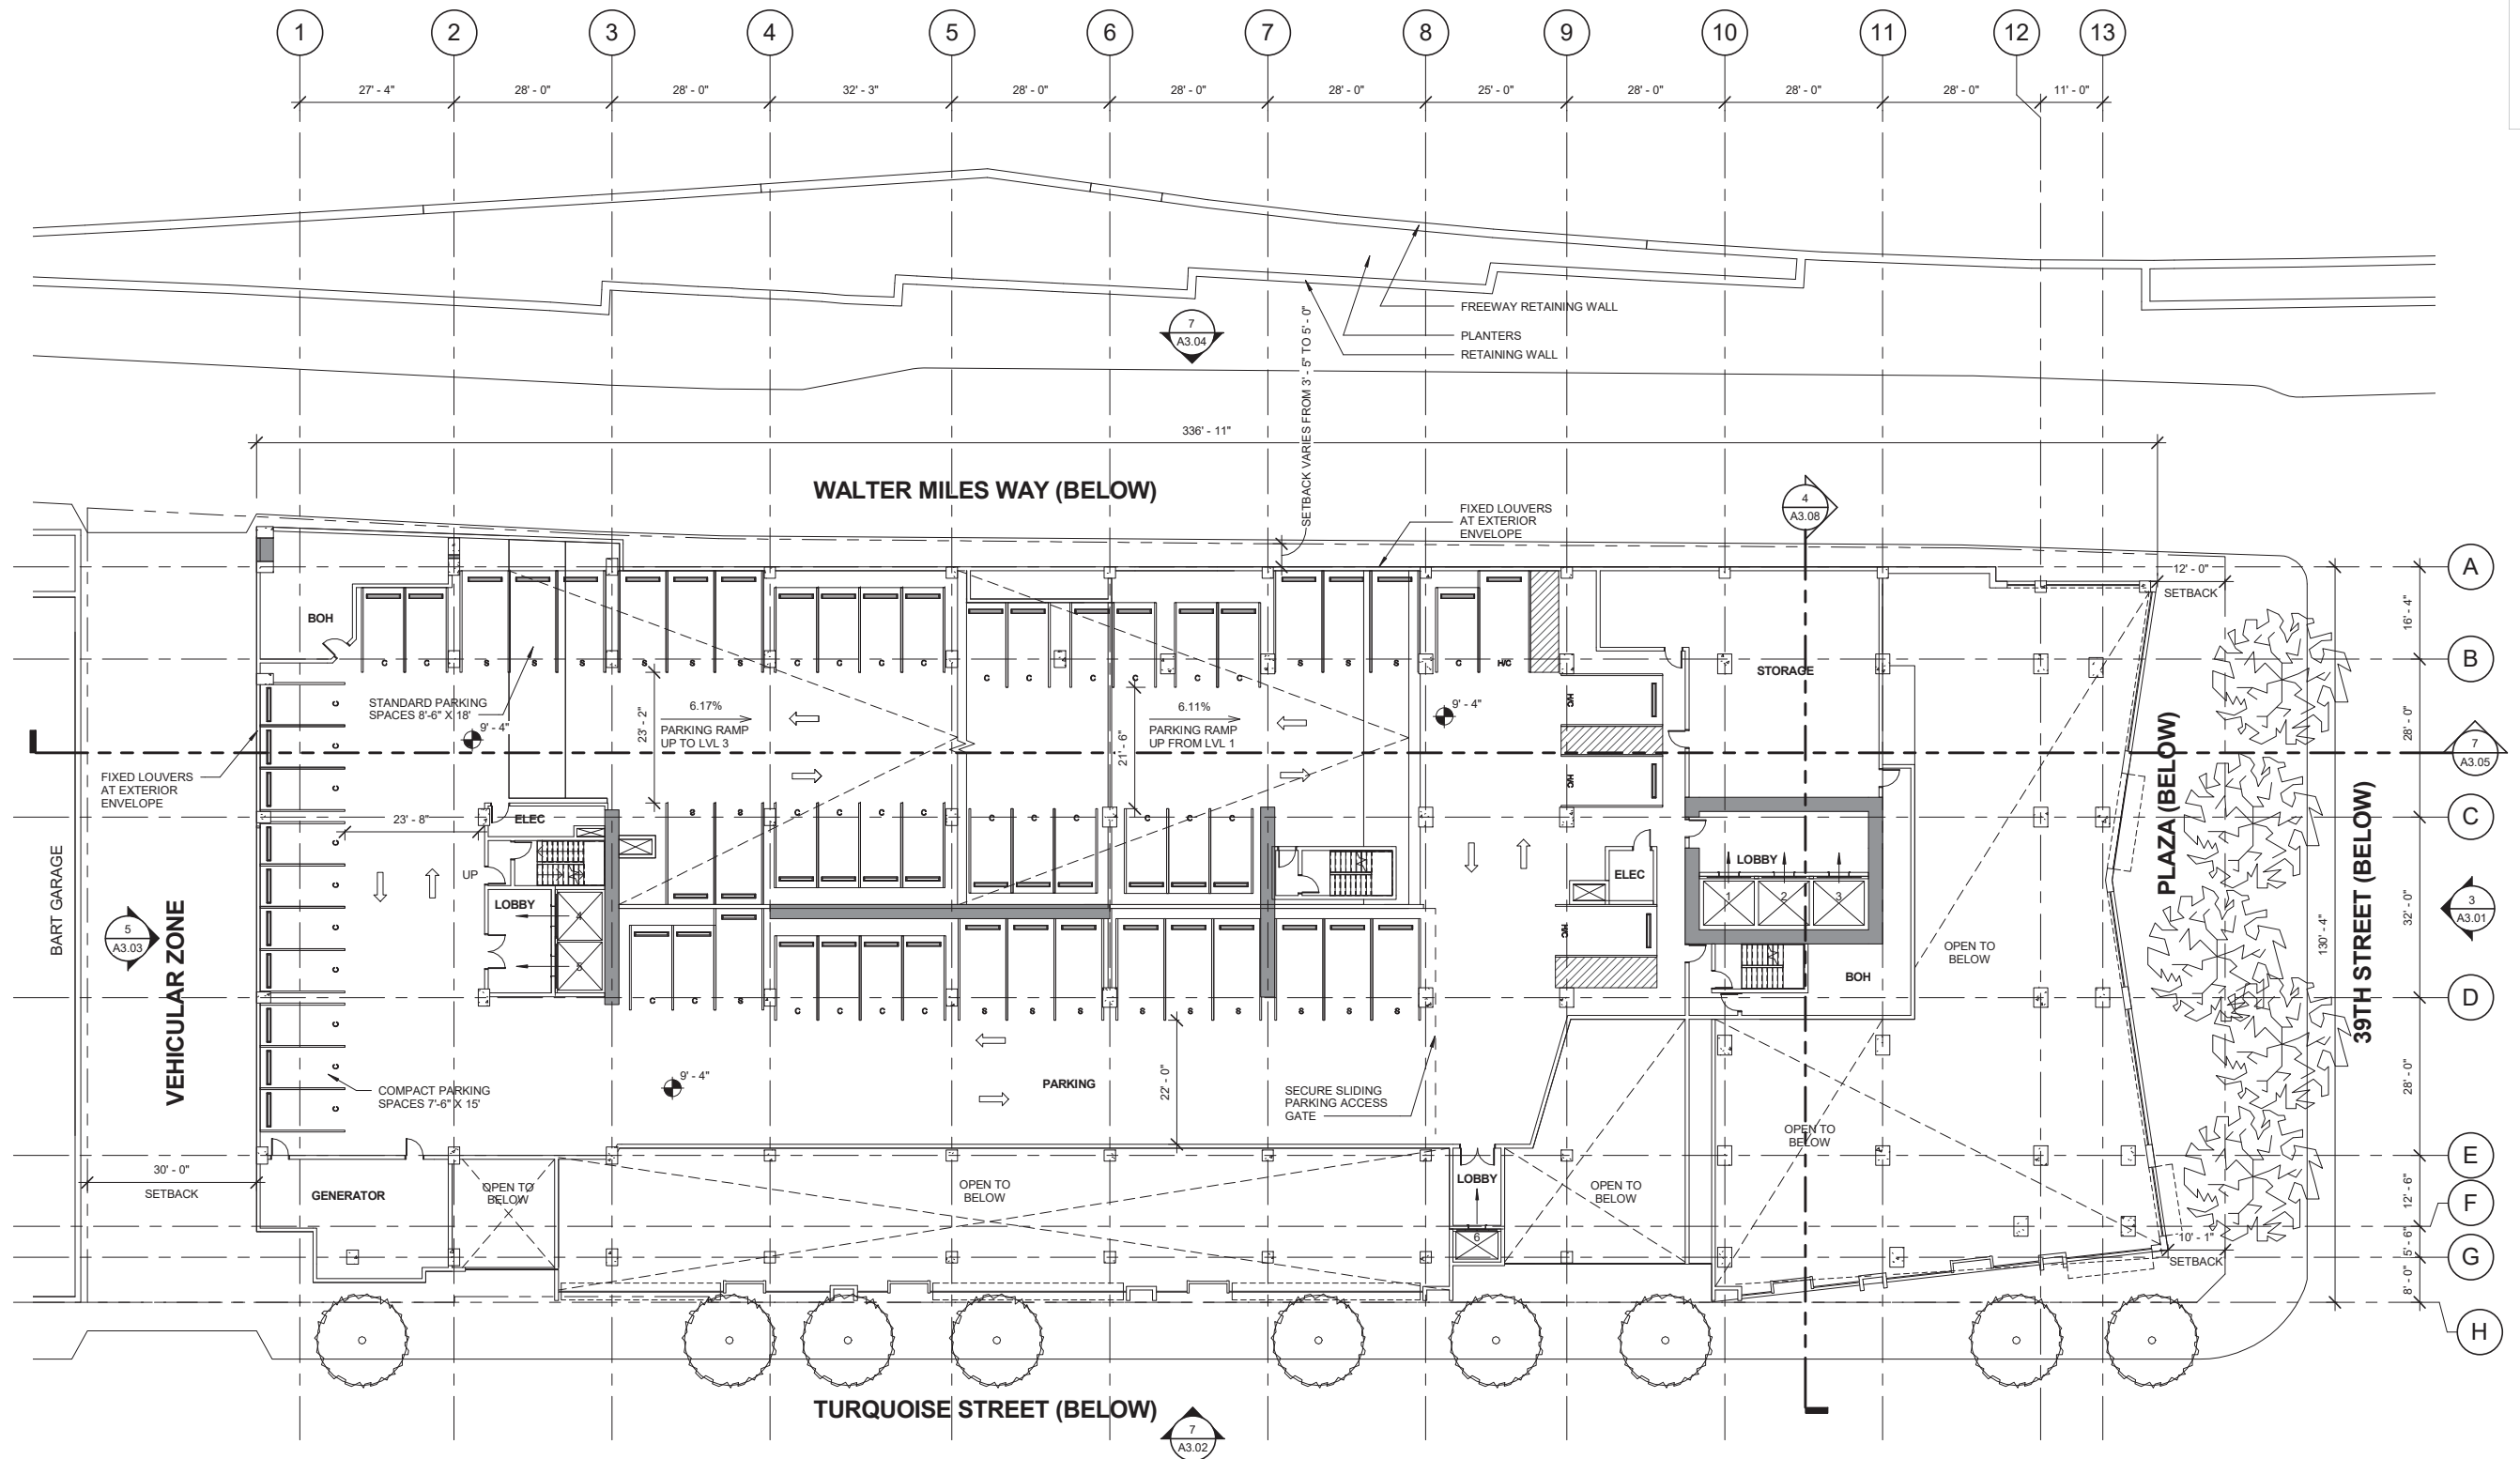 1 2 3 4 5 6 7 8 9 10 11 12 13
27' - 4" 28' - 0" 28' - 0" 32' - 3" 28' - 0" 28' - 0" 28' - 0" 25' - 0" 28' - 0" 28' - 0" 28' - 0" 11' - 0"
FREEWAY RETAINING WALL
PLANTERS
RETAINING WALL
7
A3.04
SETBACK VARIES FROM 3' - 5" TO 5' - 0"
336' - 11"
WALTER MILES WAY (BELOW)
FIXED LOUVERS
AT EXTERIOR
ENVELOPE
4
A3.08
A
12' - 0"
SETBACK
16' - 4"
BOH
C C S S S S S S C C C C
C C C C C C
S S S C H/C
B
STORAGE
STANDARD PARKING
SPACES 8'-6" X 18'
9' - 4"
23' - 2"
6.17%
PARKING RAMP
UP TO LVL 3
21' - 6"
6.11%
PARKING RAMP
UP FROM LVL 1
9' - 4"
H/C
H/C
28' - 0"
7
A3.05
FIXED LOUVERS
AT EXTERIOR
ENVELOPE
C
C
C
C
C
C
C
C
C
C
23' - 8"
ELEC
S S C C C C C C C C C C
C
PLAZA (BELOW)
39TH STREET (BELOW)
130' - 4"
32' - 0"
BART GARAGE
VEHICULAR ZONE
5
A3.03
UP
LOBBY
4
5
ELEC
H/C
LOBBY
1 2 3
3
A3.01
OPEN TO
BELOW
BOH
C C S C C C C S S S S S S S S S
D
COMPACT PARKING
SPACES 7'-6" X 15'
9' - 4"
PARKING
22' - 0"
SECURE SLIDING
PARKING ACCESS
GATE
28' - 0"
OPEN TO
BELOW
E
30' - 0"
SETBACK
GENERATOR
OPEN TO
BELOW
OPEN TO
BELOW
LOBBY
6
OPEN TO
BELOW
12' - 6"
F
10' - 1"
SETBACK
5' - 6"
G
8' - 0"
H
TURQUOISE STREET (BELOW)
7
A3.02